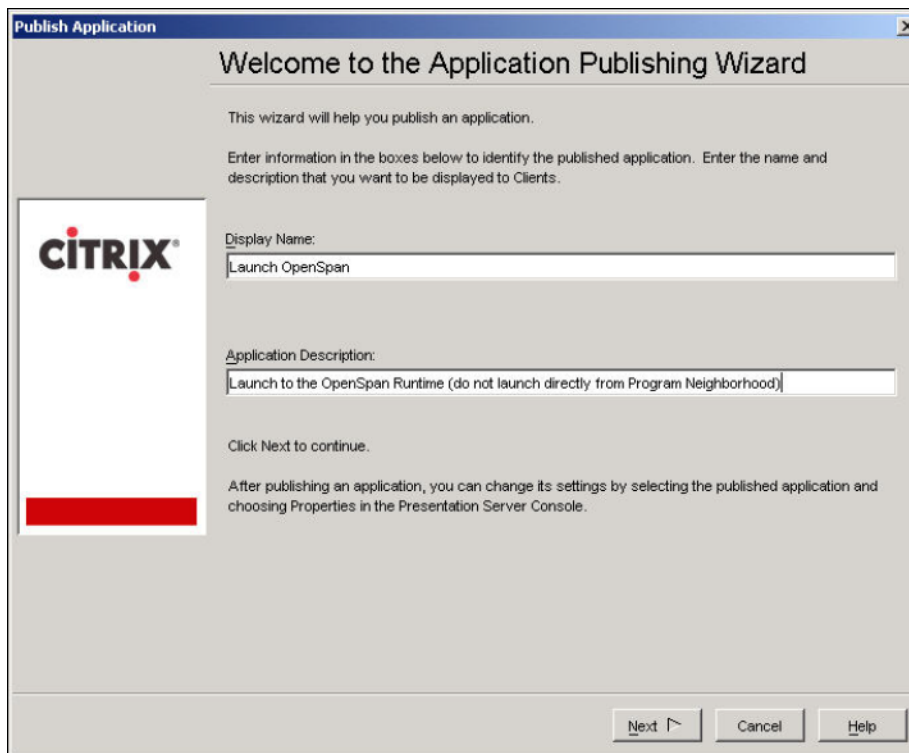 Publish Application
Welcome to the Application Publishing Wizard
This wizard will help you publish an application.
Enter information in the boxes below to identify the published application. Enter the name and
description that you want to be displayed to Clients.
CITRIX®
Display Name:
Launch OpenSpan
Application Description:
Launch to the OpenSpan Runtime (do not launch directly from Program Neighborhood)
Click Next to continue.
After publishing an application, you can change its settings by selecting the published application and
choosing Properties in the Presentation Server Console.
Next Cancel Help